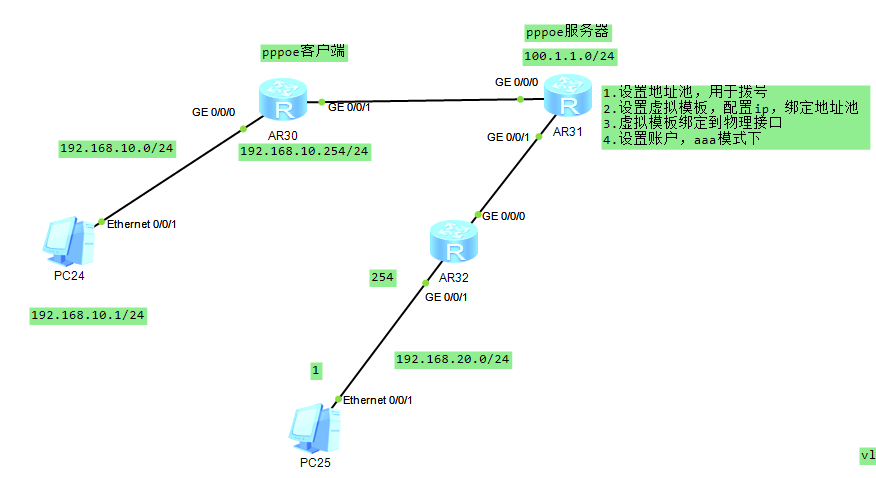 pppoe服务器
pppoe客户端
100.1.1.0/24
GE 0/0/0
GE 0/0/1
GE 0/0/0
AR30
AR31
GE 0/0/1
1.设置地址池，用于拨号
2.设置虚拟模板，配置ip，绑定地址池
3.虚拟模板绑定到物理接口
4.设置账户，aaa模式下
192.168.10.0/24
192.168.10.254/24
Ethernet 0/0/1
GE 0/0/0
PC24
254
AR32
GE 0/0/1
192.168.10.1/24
192.168.20.0/24
1
Ethernet 0/0/1
PC25
v1